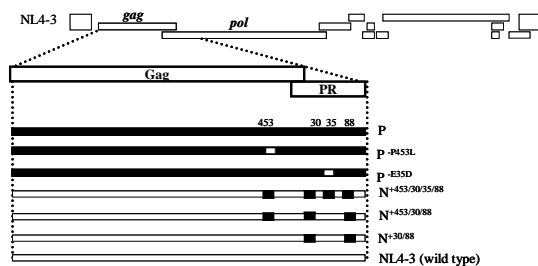 NL4-3
gag
pol
Gag
PR
453 30 35 88
P
P -P453L
P -E35D
N+453/30/35/88
N+453/30/88
N+30/88
NL4-3 (wild type)